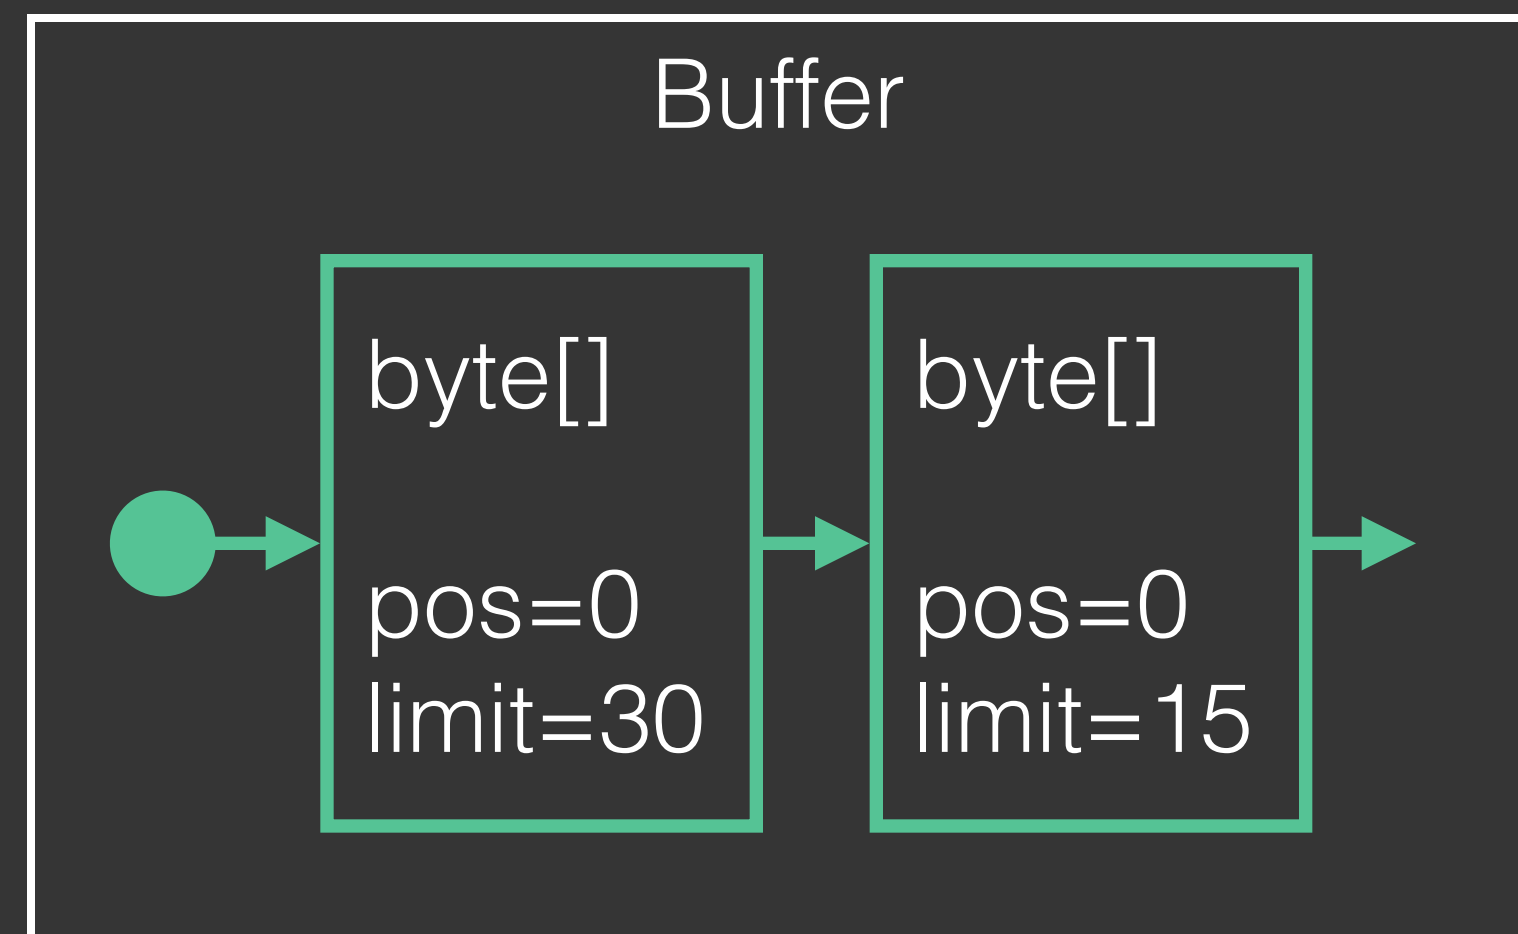 Buffer
byte[]
pos=0
limit=30
byte[]
pos=0
limit=15